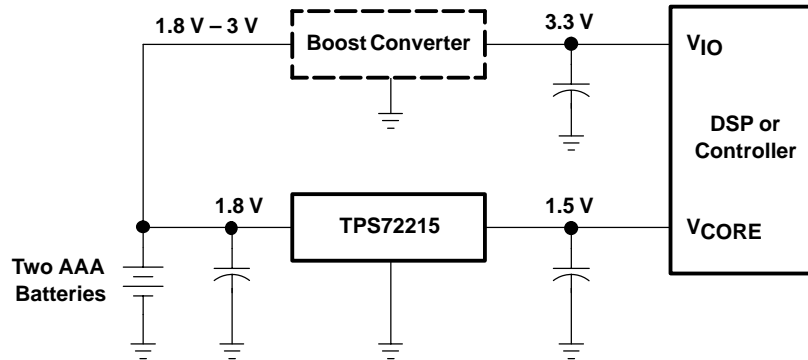 1.8 V – 3 V
Boost Converter
3.3 V
VIO
DSP or
Controller
1.8 V
TPS72215
1.5 V
VCORE
Two AAA
Batteries